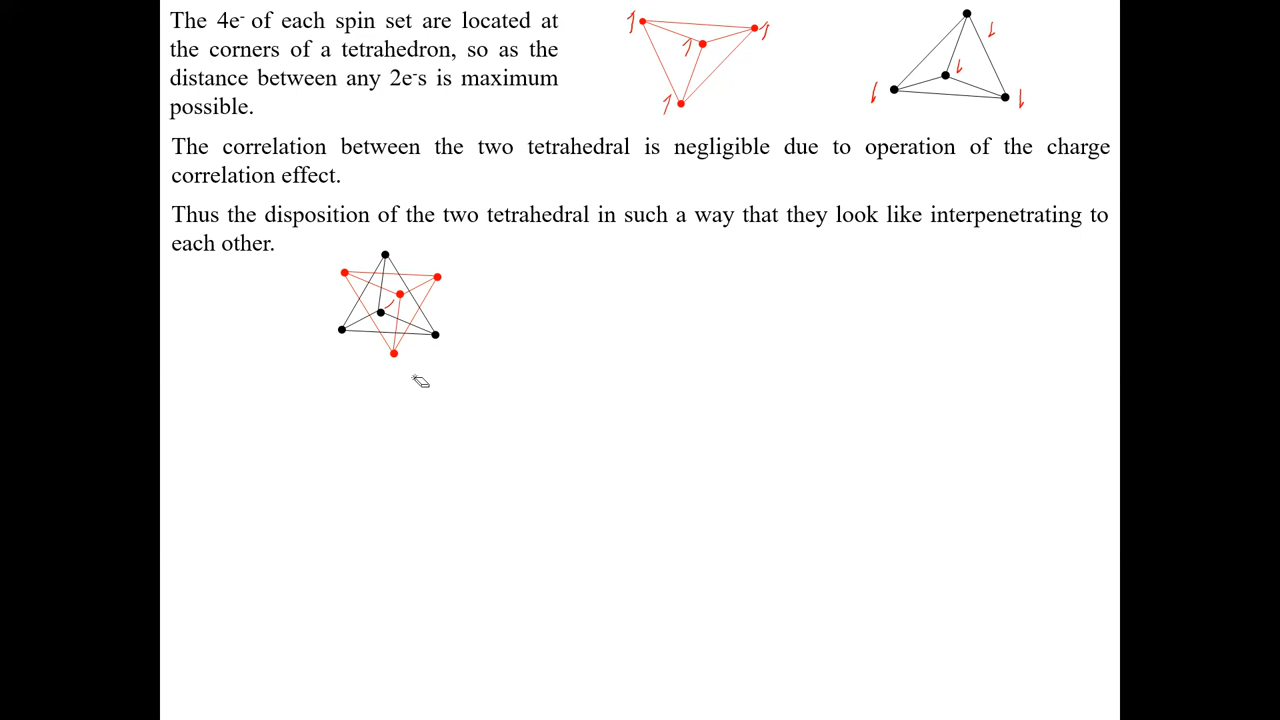 The 4e⁻ of each spin set are located at
the corners of a tetrahedron, so as the
distance between any 2e⁻s is maximum
possible.
The correlation between the two tetrahedral is negligible due to operation of the charge
correlation effect.
Thus the disposition of the two tetrahedral in such a way that they look like interpenetrating to
each other.